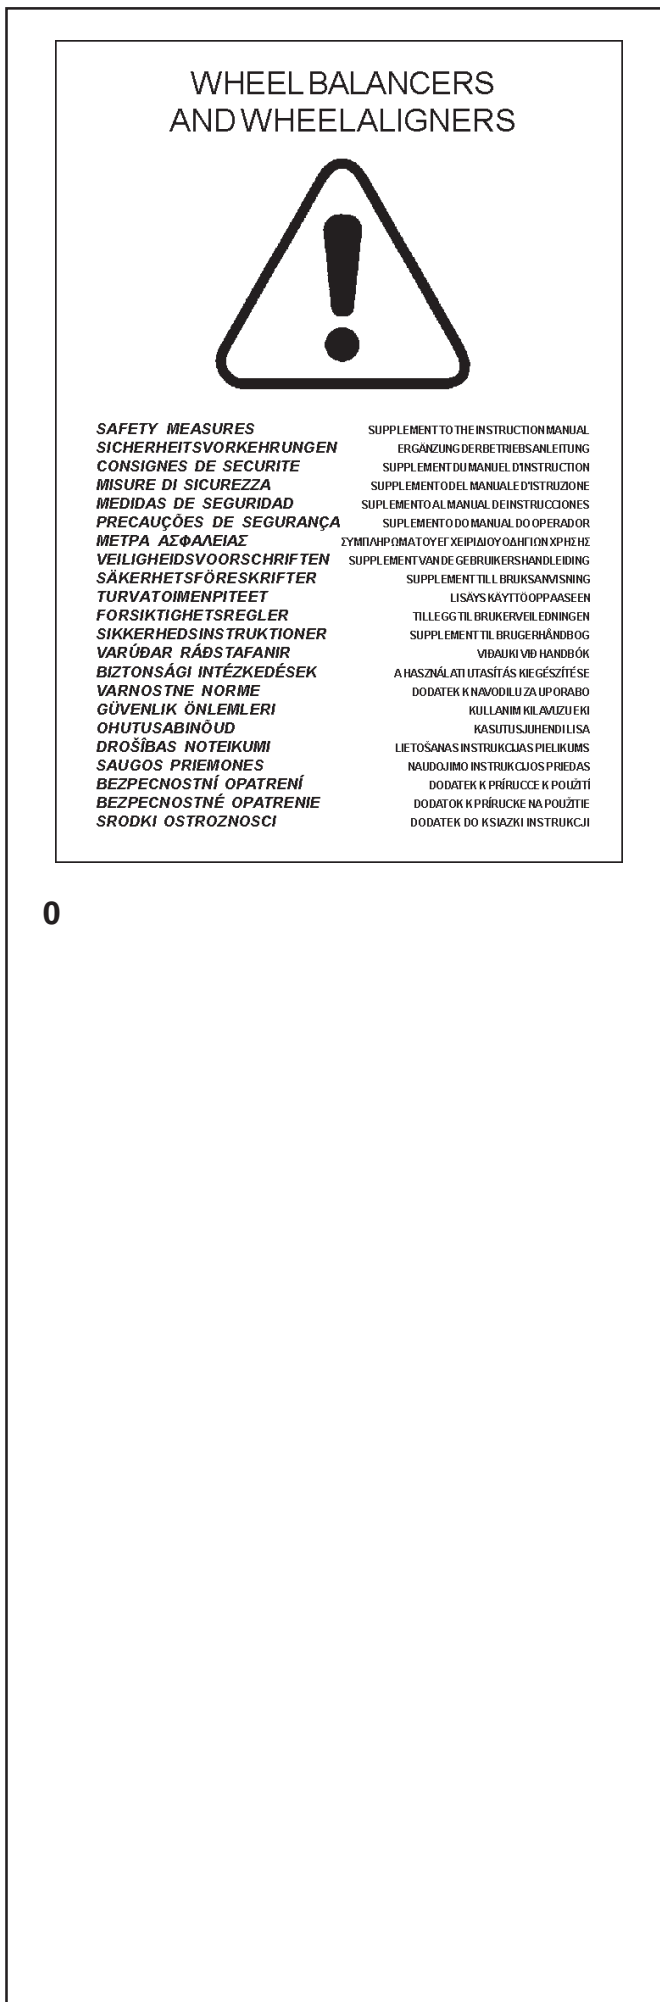 WHEEL BALANCERS
AND WHEEL ALIGNERS
SAFETY MEASURES SUPPLEMENT TO THE INSTRUCTION MANUAL
SICHERHEITSVORKEHRUNGEN ERGÄNZUNG DER BETRIEBSANLEITUNG
CONSIGNES DE SECURITE SUPPLEMENT DU MANUEL D'INSTRUCTION
MISURE DI SICUREZZA SUPPLEMENTO DEL MANUALE D'ISTRUZIONE
MEDIDAS DE SEGURIDAD SUPLEMENTO AL MANUAL DE INSTRUCCIONES
PRECAUÇÕES DE SEGURANÇA SUPLEMENTO DO MANUAL DO OPERADOR
ΜΕΤΡΑ ΑΣΦΑΛΕΙΑΣ ΣΥΜΠΛΗΡΩΜΑ ΤΟΥ ΕΓΧΕΙΡΙΔΙΟΥ ΟΔΗΓΙΩΝ ΧΡΗΣΗΣ
VEILIGHEIDSVOORSCHRIFTEN SUPPLEMENT VAN DE GEBRUIKERSHANDLEIDING
SÄKERHETSFÖRESKRIFTER SUPPLEMENT TILL BRUKSANVISNING
TURVATOIMENPITEET LISÄYS KÄYTTÖOPPAASEEN
FORSIKTIGHETSREGLER TILLEGG TIL BRUKERVEILEDNINGEN
SIKKERHEDSINSTRUKTIONER SUPPLEMENT TIL BRUGERHÅNDBOG
VARÚÐAR RÁÐSTAFANIR VIÐAUKI VIÐ HANDBÓK
BIZTONSÁGI INTÉZKEDÉSEK A HASZNÁLATI UTASÍTÁS KIEGÉSZÍTÉSE
VARNOSTNE NORME DODATEK K NAVODILU ZA UPORABO
GÜVENLIK ÖNLEMLERI KULLANIM KILAVUZU EKI
OHUTUSABINÕUD KASUTUSJUHENDI LISA
DROŠÎBAS NOTEIKUMI LIETOŠANAS INSTRUKCIJAS PIELIKUMS
SAUGOS PRIEMONES NAUDOJIMO INSTRUKCIJOS PRIEDAS
BEZPECNOSTNÍ OPATRENÍ DODATEK K PRÍRUCCE K POUŽITÍ
BEZPECNOSTNÉ OPATRENIE DODATOK K PRÍRUCKE NA POUŽITIE
SRODKI OSTROZNOSCI DODATEK DO KSIAZKI INSTRUKCJI
0